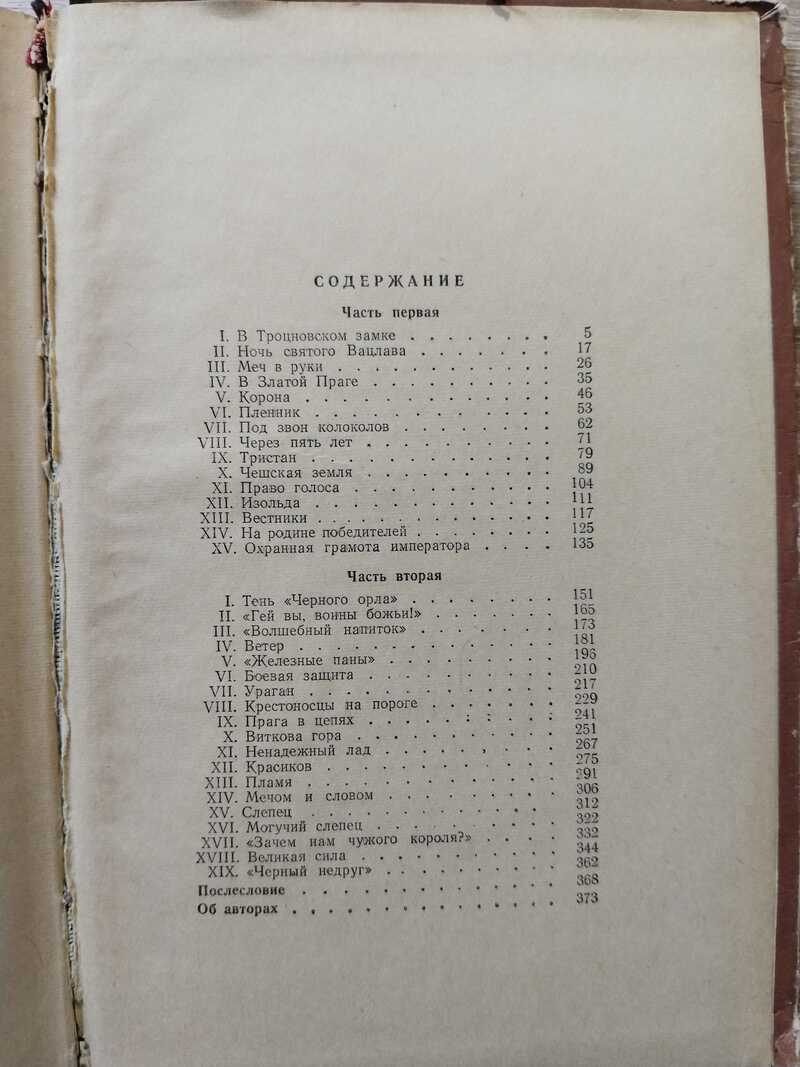 СОДЕРЖАНИЕ
Часть первая
I. В Троцновском замке . . . . . . . . 5
II. Ночь святого Вацлава . . . . . . . 17
III. Меч в руки . . . . . . . . . . . . 26
IV. В Златой Праге . . . . . . . . . . 35
V. Корона . . . . . . . . . . . . . . 46
VI. Пленник . . . . . . . . . . . . . 53
VII. Под звон колоколов . . . . . . . . 62
VIII. Через пять лет . . . . . . . . . . 71
IX. Тристан . . . . . . . . . . . . . 79
X. Чешская земля . . . . . . . . . . 89
XI. Право голоса . . . . . . . . . . . 104
XII. Изольда . . . . . . . . . . . . . 111
XIII. Вестники . . . . . . . . . . . . . 117
XIV. На родине победителей . . . . . . . . 125
XV. Охранная грамота императора . . . . 135
Часть вторая
I. Тень «Черного орла» . . . . . . . . 151
II. «Гей вы, воины божьи!» . . . . . . . 165
III. «Волшебный напиток» . . . . . . . 173
IV. Ветер . . . . . . . . . . . . . . 181
V. «Железные паны» . . . . . . . . . 196
VI. Боевая защита . . . . . . . . . . 210
VII. Ураган . . . . . . . . . . . . . 217
VIII. Крестоносцы на пороге . . . . . . . 229
IX. Прага в цепях . . . . . . . . . . 241
X. Виткова гора . . . . . . . . . . . 251
XI. Ненадежный лад . . . . . . . . . 267
XII. Красиков . . . . . . . . . . . . 275
XIII. Пламя . . . . . . . . . . . . . 291
XIV. Мечом и словом . . . . . . . . . 306
XV. Слепец . . . . . . . . . . . . . 312
XVI. Могучий слепец . . . . . . . . . . 322
XVII. «Зачем нам чужого короля?» . . . . 332
XVIII. Великая сила . . . . . . . . . . . 344
XIX. «Черный недруг» . . . . . . . . . 362
Послесловие . . . . . . . . . . . . . . 368
Об авторах . . . . . . . . . . . . . . 373